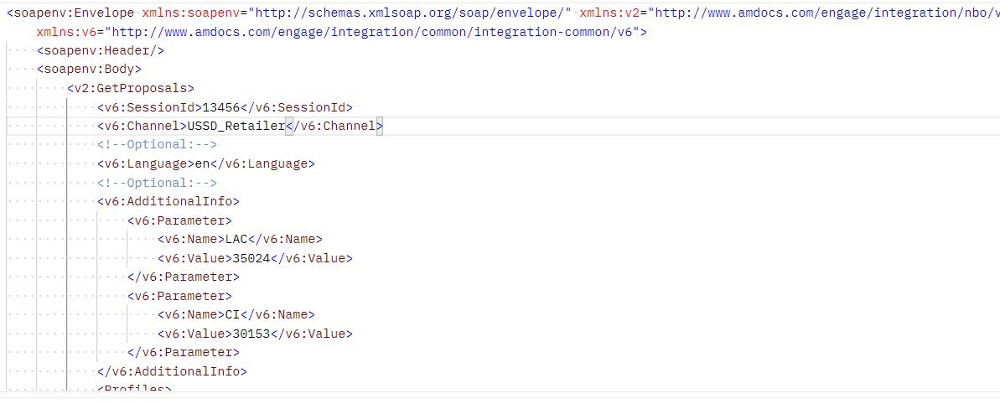 <soapenv:Envelope xmlns:soapenv="http://schemas.xmlsoap.org/soap/envelope/" xmlns:v2="http://www.amdocs.com/engage/integration/nbo/v
xmlns:v6="http://www.amdocs.com/engage/integration/common/integration-common/v6">
<soapenv:Header/>
<soapenv:Body>
<v2:GetProposals>
<v6:SessionId>13456</v6:SessionId>
<v6:Channel>USSD_Retailer</v6:Channel>
<!--Optional:-->
<v6:Language>en</v6:Language>
<!--Optional:-->
<v6:AdditionalInfo>
<v6:Parameter>
<v6:Name>LAC</v6:Name>
<v6:Value>35024</v6:Value>
</v6:Parameter>
<v6:Parameter>
<v6:Name>CI</v6:Name>
<v6:Value>30153</v6:Value>
</v6:Parameter>
</v6:AdditionalInfo>
<Profiles>